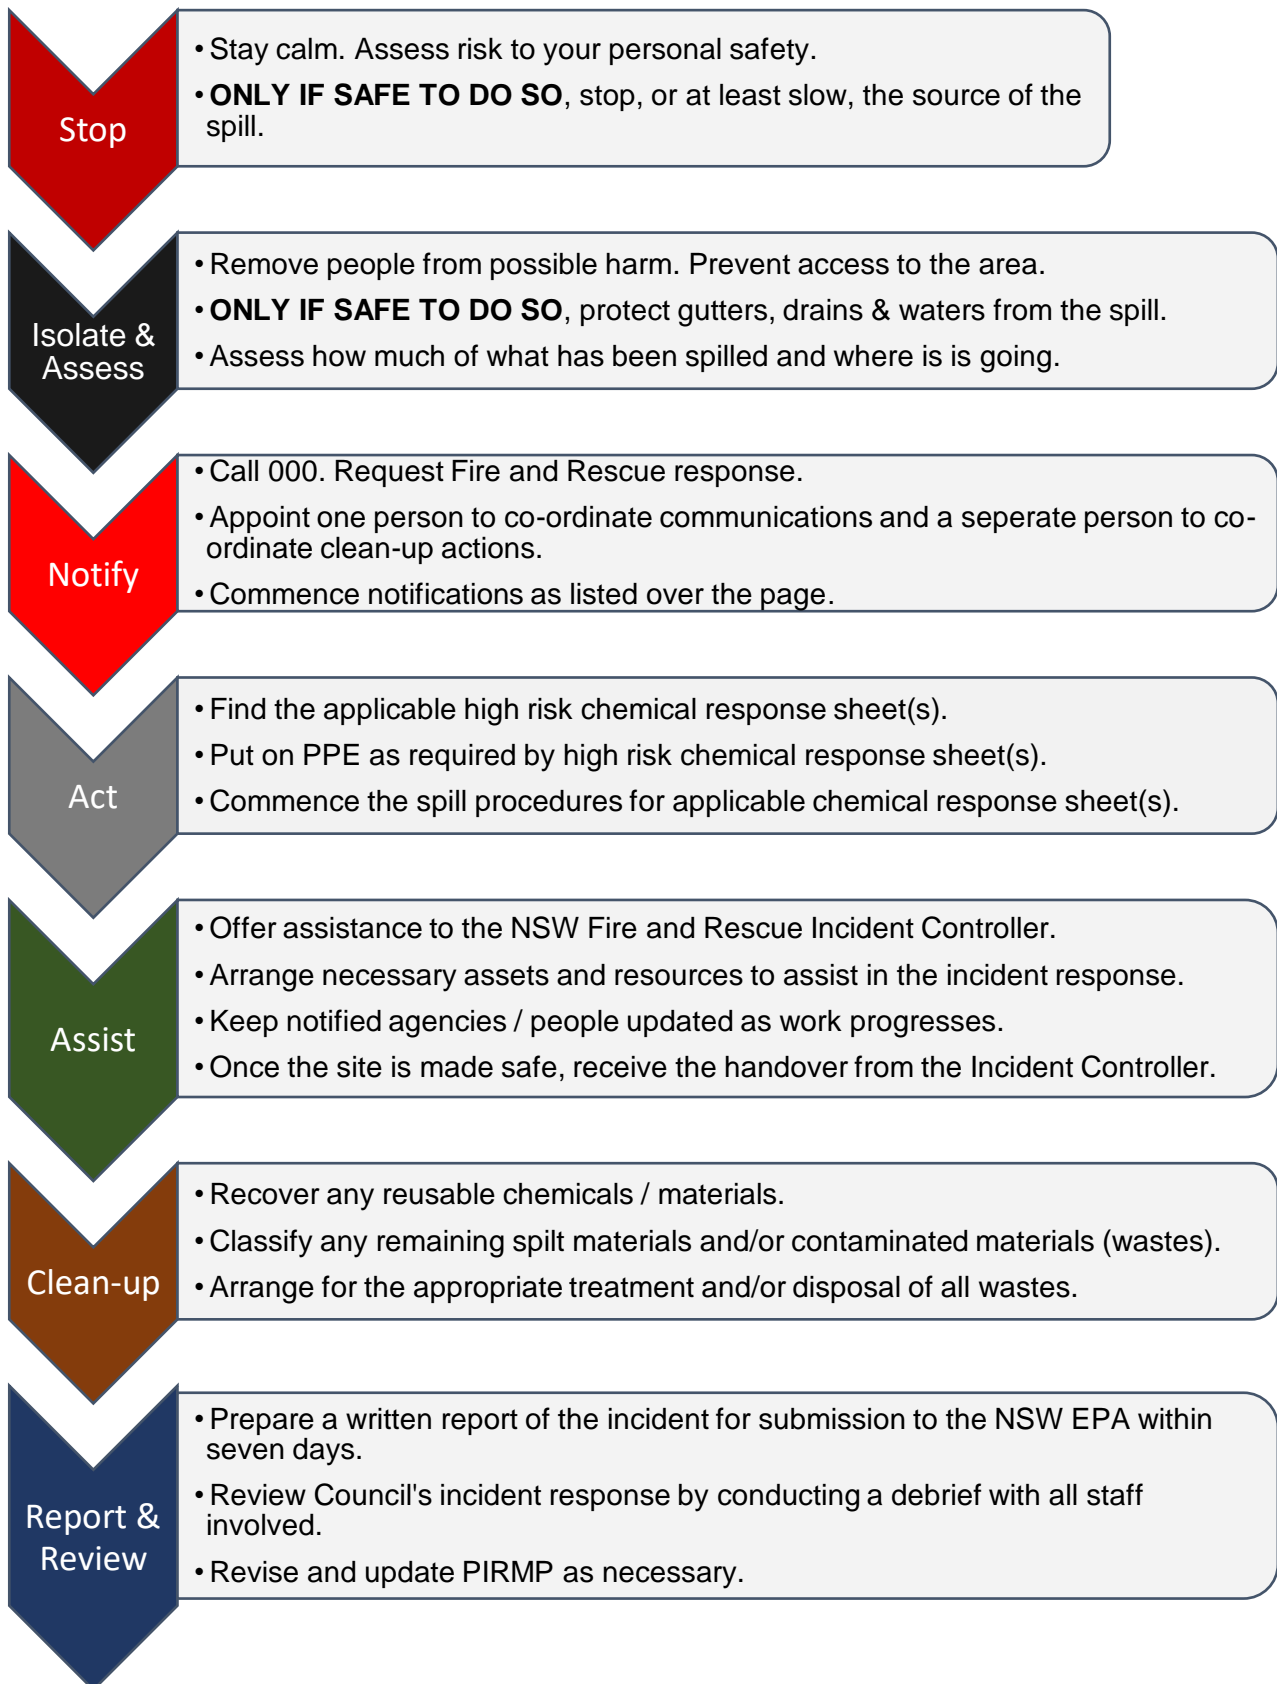 Stop
• Stay calm. Assess risk to your personal safety.
• ONLY IF SAFE TO DO SO, stop, or at least slow, the source of the
spill.
Isolate &
Assess
• Remove people from possible harm. Prevent access to the area.
• ONLY IF SAFE TO DO SO, protect gutters, drains & waters from the spill.
• Assess how much of what has been spilled and where is is going.
Notify
• Call 000. Request Fire and Rescue response.
• Appoint one person to co-ordinate communications and a seperate person to co-
ordinate clean-up actions.
• Commence notifications as listed over the page.
Act
• Find the applicable high risk chemical response sheet(s).
• Put on PPE as required by high risk chemical response sheet(s).
• Commence the spill procedures for applicable chemical response sheet(s).
Assist
• Offer assistance to the NSW Fire and Rescue Incident Controller.
• Arrange necessary assets and resources to assist in the incident response.
• Keep notified agencies / people updated as work progresses.
• Once the site is made safe, receive the handover from the Incident Controller.
Clean-up
• Recover any reusable chemicals / materials.
• Classify any remaining spilt materials and/or contaminated materials (wastes).
• Arrange for the appropriate treatment and/or disposal of all wastes.
Report &
Review
• Prepare a written report of the incident for submission to the NSW EPA within
seven days.
• Review Council's incident response by conducting a debrief with all staff
involved.
• Revise and update PIRMP as necessary.